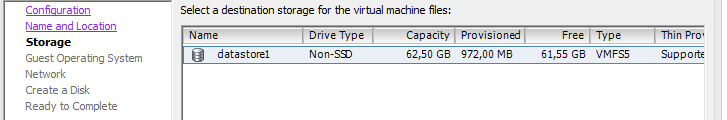 Configuration
Name and Location
Storage
Guest Operating System
Network
Create a Disk
Ready to Complete
Select a destination storage for the virtual machine files:
Name Drive Type Capacity Provisioned Free Type Thin Prov
datastore1 Non-SSD 62,50 GB 972,00 MB 61,55 GB VMFS5 Supporte